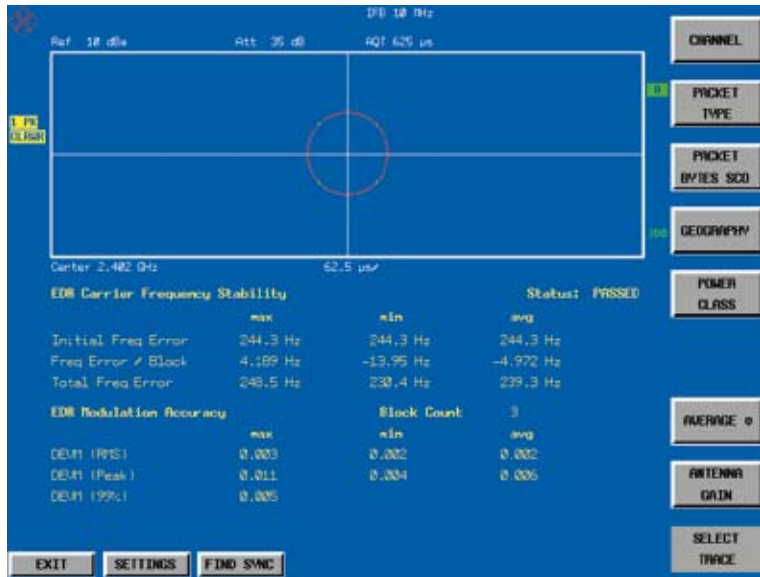 IFB 10 MHz
Ref 10 dBm Att 35 dB AQT 625 µs
1 PK
CLRWR
Center 2.402 GHz 62.5 µs/
EDR Carrier Frequency Stability Status: PASSED
max min avg
Initial Freq Error 244.3 Hz 244.3 Hz 244.3 Hz
Freq Error / Block 4.189 Hz -13.95 Hz -4.972 Hz
Total Freq Error 248.5 Hz 230.4 Hz 239.3 Hz
EDR Modulation Accuracy Block Count 3
max min avg
DEVM (RMS) 0.003 0.002 0.002
DEVM (Peak) 0.011 0.004 0.006
DEVM (99%) 0.005
EXIT SETTINGS FIND SYNC
CHANNEL
PACKET
TYPE
PACKET
BYTES SCO
GEOGRAPHY
POWER
CLASS
AVERAGE
ANTENNA
GAIN
SELECT
TRACE